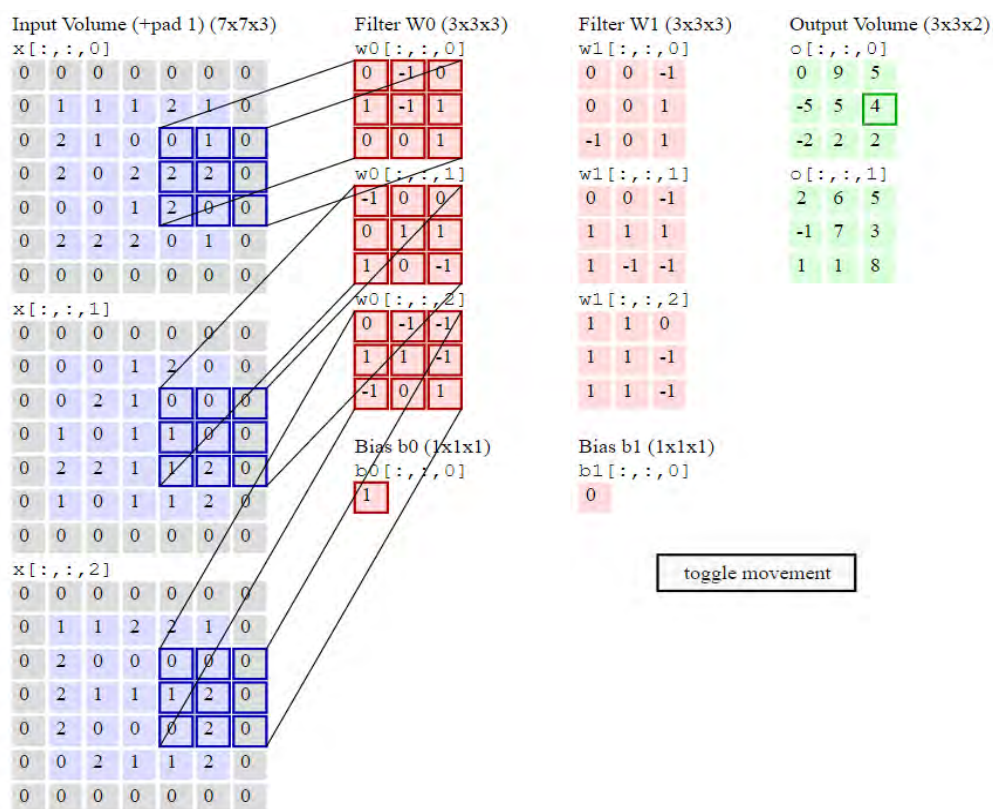 Input Volume (+pad 1) (7x7x3)
x[:,:,0]
0 0 0 0 0 0 0
0 1 1 1 2 1 0
0 2 1 0 0 1 0
0 2 0 2 2 2 0
0 0 0 1 2 0 0
0 2 2 2 0 1 0
0 0 0 0 0 0 0
x[:,:,1]
0 0 0 0 0 0 0
0 0 0 1 2 0 0
0 0 2 1 0 0 0
0 1 0 1 1 0 0
0 2 2 1 1 2 0
0 1 0 1 1 2 0
0 0 0 0 0 0 0
x[:,:,2]
0 0 0 0 0 0 0
0 1 1 2 2 1 0
0 2 0 0 0 0 0
0 2 1 1 1 2 0
0 2 0 0 0 2 0
0 0 2 1 1 2 0
0 0 0 0 0 0 0
Filter W0 (3x3x3)
w0[:,:,0]
0 -1 0
1 -1 1
0 0 1
w0[:,:,1]
-1 0 0
0 1 1
1 0 -1
w0[:,:,2]
0 -1 -1
1 1 -1
-1 0 1
Bias b0 (1x1x1)
b0[:,:,0]
1
Filter W1 (3x3x3)
w1[:,:,0]
0 0 -1
0 0 1
-1 0 1
w1[:,:,1]
0 0 -1
1 1 1
1 -1 -1
w1[:,:,2]
1 1 0
1 1 -1
1 1 -1
Bias b1 (1x1x1)
b1[:,:,0]
0
Output Volume (3x3x2)
o[:,:,0]
0 9 5
-5 5 4
-2 2 2
o[:,:,1]
2 6 5
-1 7 3
1 1 8
toggle movement